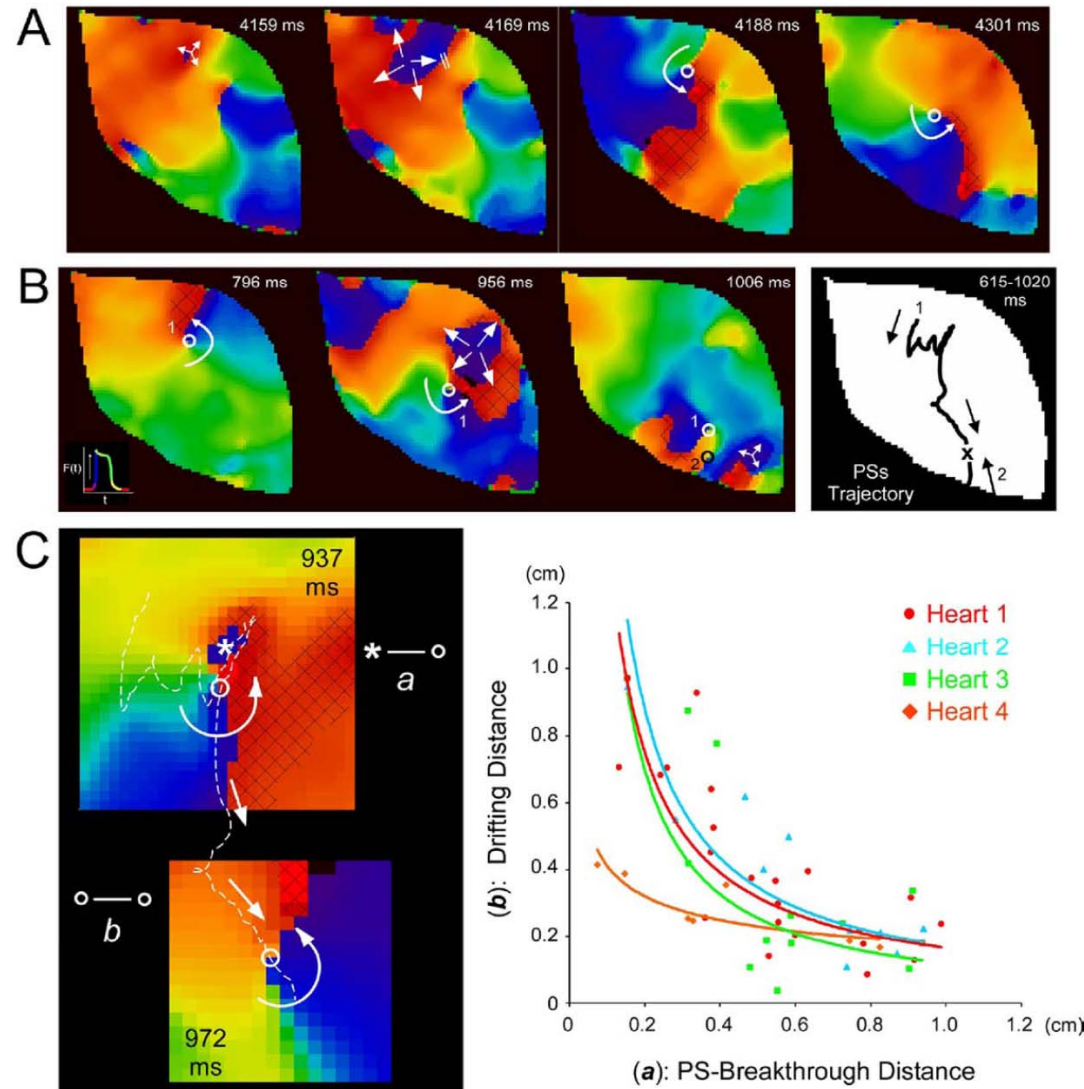 A
4159 ms
4169 ms
4188 ms
4301 ms
B
796 ms
956 ms
1006 ms
615-1020
ms
1
1
1
2
1
2
x
F(t)
t
PSs
Trajectory
C
937
ms
* a
b
972
ms
(cm)
1.2
1.0
0.8
0.6
0.4
0.2
0
(b): Drifting Distance
Heart 1
Heart 2
Heart 3
Heart 4
0 0.2 0.4 0.6 0.8 1.0 1.2 (cm)
(a): PS-Breakthrough Distance